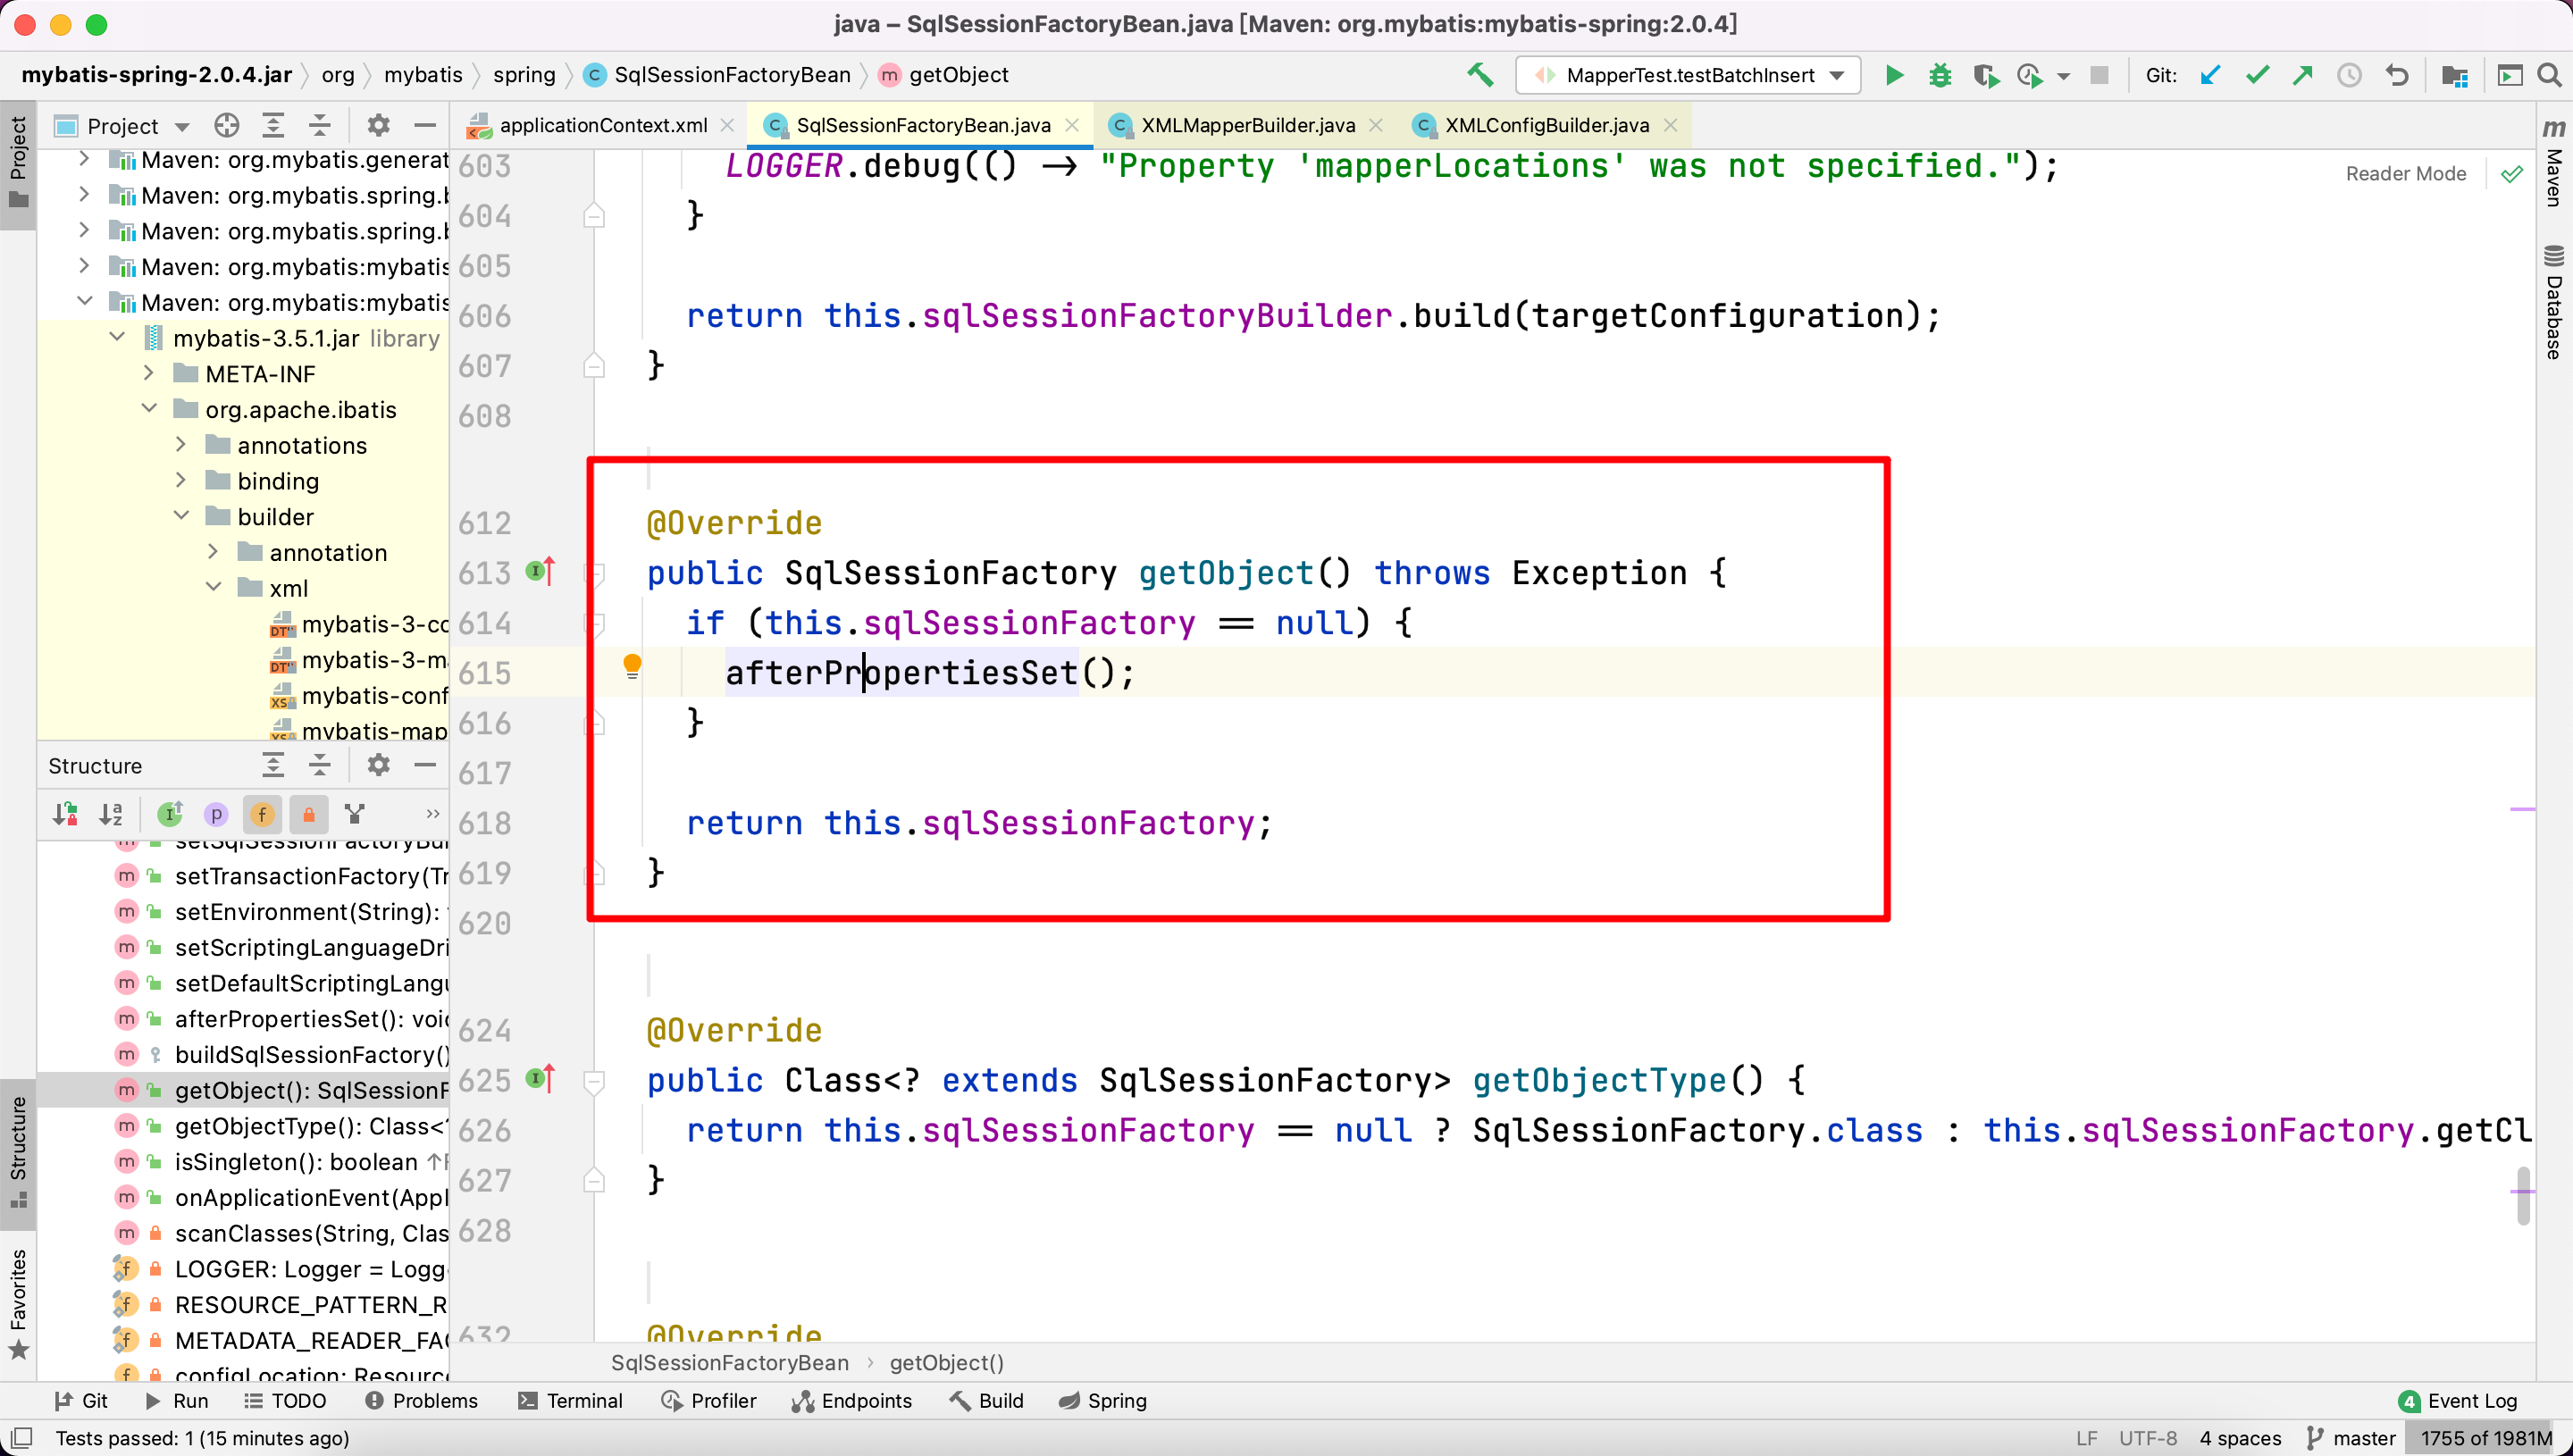 java – SqlSessionFactoryBean.java [Maven: org.mybatis:mybatis-spring:2.0.4]
mybatis-spring-2.0.4.jar org mybatis spring C SqlSessionFactoryBean m getObject
MapperTest.testBatchInsert Git:
Project
Project
applicationContext.xml SqlSessionFactoryBean.java XMLMapperBuilder.java XMLConfigBuilder.java
m Maven
Database
Reader Mode
Maven: org.mybatis.generat
Maven: org.mybatis.spring.b
Maven: org.mybatis.spring.b
Maven: org.mybatis:mybatis
Maven: org.mybatis:mybatis
mybatis-3.5.1.jar library
META-INF
org.apache.ibatis
annotations
binding
builder
annotation
xml
mybatis-3-co
mybatis-3-m
mybatis-conf
mybatis-map
603 LOGGER.debug(() → "Property 'mapperLocations' was not specified.");
604 }
605
606 return this.sqlSessionFactoryBuilder.build(targetConfiguration);
607 }
608
612 @Override
613 public SqlSessionFactory getObject() throws Exception {
614 if (this.sqlSessionFactory == null) {
615 afterPropertiesSet();
616 }
617
618 return this.sqlSessionFactory;
619 }
620
624 @Override
625 public Class<? extends SqlSessionFactory> getObjectType() {
626 return this.sqlSessionFactory == null ? SqlSessionFactory.class : this.sqlSessionFactory.getCl
627 }
628
632 @Override
Structure
setSqlSessionFactoryBui
setTransactionFactory(Tr
setEnvironment(String):
setScriptingLanguageDri
setDefaultScriptingLangu
afterPropertiesSet(): void
buildSqlSessionFactory()
getObject(): SqlSessionF
getObjectType(): Class<?
isSingleton(): boolean ↑F
onApplicationEvent(Appl
scanClasses(String, Clas
LOGGER: Logger = Logg
RESOURCE_PATTERN_R
METADATA_READER_FAC
configLocation: Resourc
Structure
Favorites
SqlSessionFactoryBean › getObject()
Git Run TODO Problems Terminal Profiler Endpoints Build Spring 4 Event Log
Tests passed: 1 (15 minutes ago) LF UTF-8 4 spaces master 1755 of 1981M